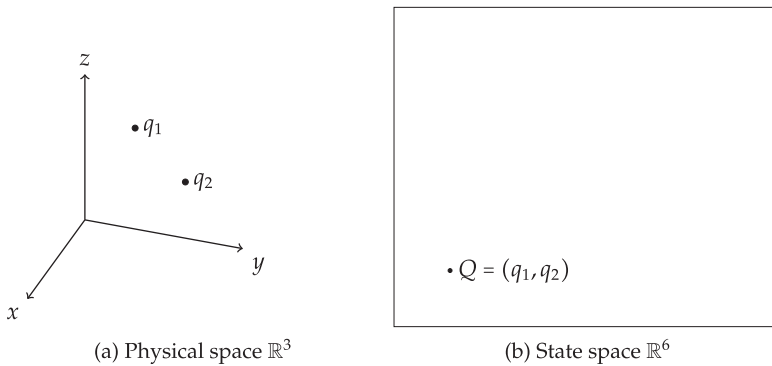 z
q₁
q₂
y
x
Q = (q₁, q₂)
(a) Physical space ℝ³
(b) State space ℝ⁶